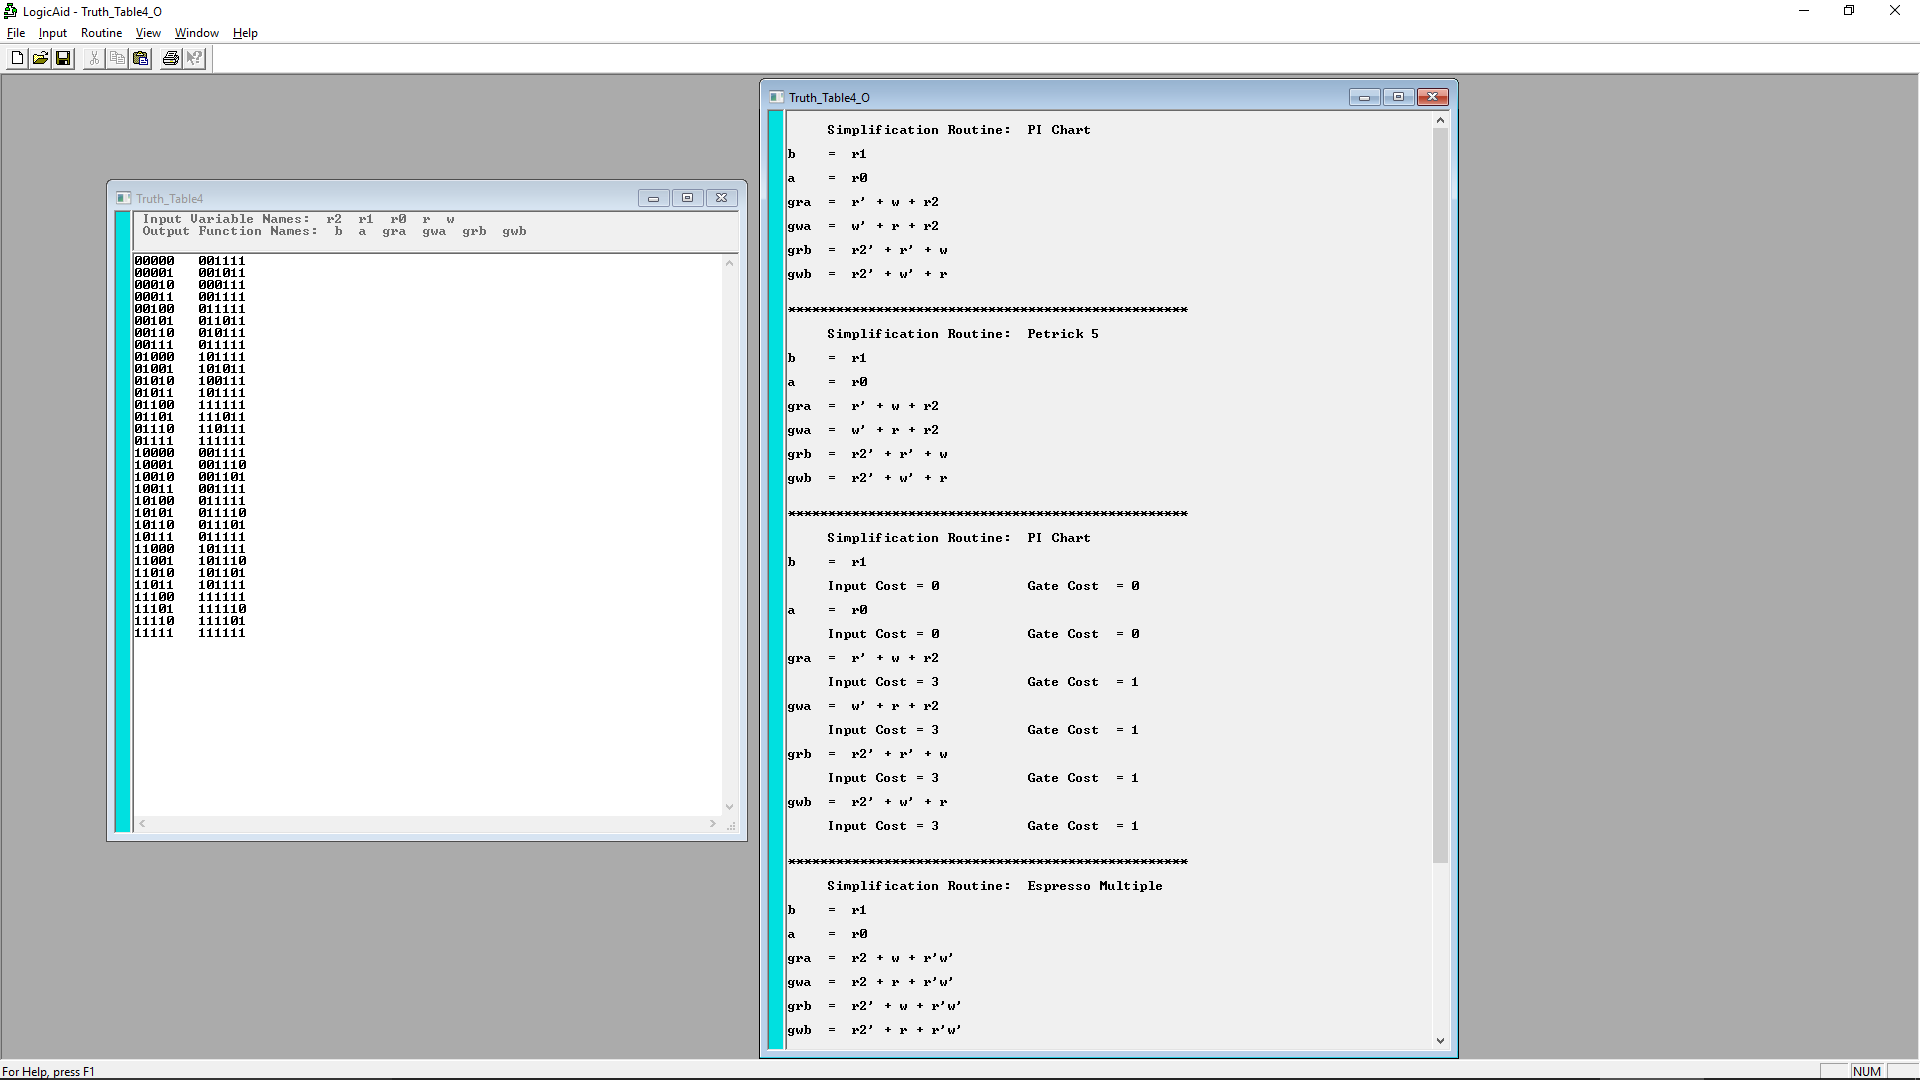 LogicAid - Truth_Table4_O
File Input Routine View Window Help
Truth_Table4
Input Variable Names: r2 r1 r0 r w
Output Function Names: b a gra gwa grb gwb
00000 001111
00001 001011
00010 000111
00011 001111
00100 011111
00101 011011
00110 010111
00111 011111
01000 101111
01001 101011
01010 100111
01011 101111
01100 111111
01101 111011
01110 110111
01111 111111
10000 001111
10001 001110
10010 001101
10011 001111
10100 011111
10101 011110
10110 011101
10111 011111
11000 101111
11001 101110
11010 101101
11011 101111
11100 111111
11101 111110
11110 111101
11111 111111
Truth_Table4_O
Simplification Routine: PI Chart
b = r1
a = r0
gra = r' + w + r2
gwa = w' + r + r2
grb = r2' + r' + w
gwb = r2' + w' + r
**************************************************
Simplification Routine: Petrick 5
b = r1
a = r0
gra = r' + w + r2
gwa = w' + r + r2
grb = r2' + r' + w
gwb = r2' + w' + r
**************************************************
Simplification Routine: PI Chart
b = r1
Input Cost = 0 Gate Cost = 0
a = r0
Input Cost = 0 Gate Cost = 0
gra = r' + w + r2
Input Cost = 3 Gate Cost = 1
gwa = w' + r + r2
Input Cost = 3 Gate Cost = 1
grb = r2' + r' + w
Input Cost = 3 Gate Cost = 1
gwb = r2' + w' + r
Input Cost = 3 Gate Cost = 1
**************************************************
Simplification Routine: Espresso Multiple
b = r1
a = r0
gra = r2 + w + r'w'
gwa = r2 + r + r'w'
grb = r2' + w + r'w'
gwb = r2' + r + r'w'
For Help, press F1
NUM